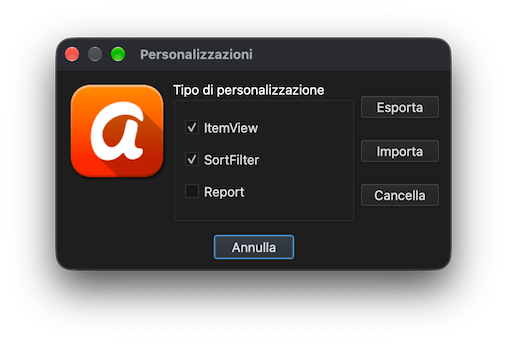 Personalizzazioni
Tipo di personalizzazione
ItemView
SortFilter
Report
Esporta
Importa
Cancella
Annulla